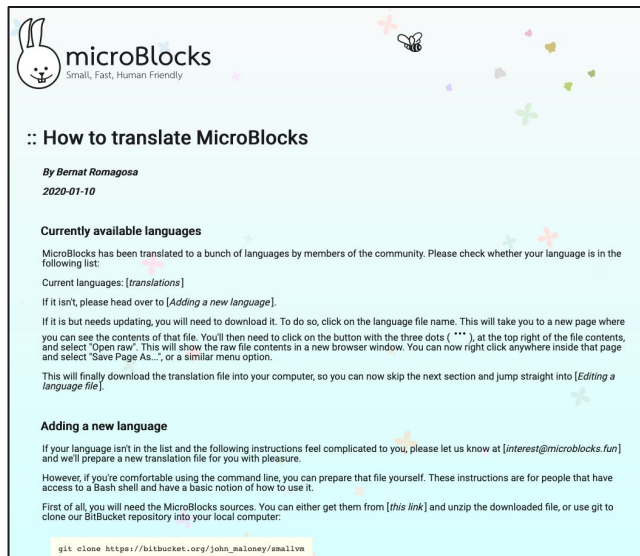 microBlocks
Small, Fast, Human Friendly
:: How to translate MicroBlocks
By Bernat Romagosa
2020-01-10
Currently available languages
MicroBlocks has been translated to a bunch of languages by members of the community. Please check whether your language is in the
following list:
Current languages: [translations]
If it isn't, please head over to [Adding a new language].
If it is but needs updating, you will need to download it. To do so, click on the language file name. This will take you to a new page where
you can see the contents of that file. You'll then need to click on the button with the three dots ( ••• ), at the top right of the file contents,
and select "Open raw". This will show the raw file contents in a new browser window. You can now right click anywhere inside that page
and select "Save Page As...", or a similar menu option.
This will finally download the translation file into your computer, so you can now skip the next section and jump straight into [Editing a
language file].
Adding a new language
If your language isn't in the list and the following instructions feel complicated to you, please let us know at [interest@microblocks.fun]
and we'll prepare a new translation file for you with pleasure.
However, if you're comfortable using the command line, you can prepare that file yourself. These instructions are for people that have
access to a Bash shell and have a basic notion of how to use it.
First of all, you will need the MicroBlocks sources. You can either get them from [this link] and unzip the downloaded file, or use git to
clone our BitBucket repository into your local computer:
git clone https://bitbucket.org/john_maloney/smallvm